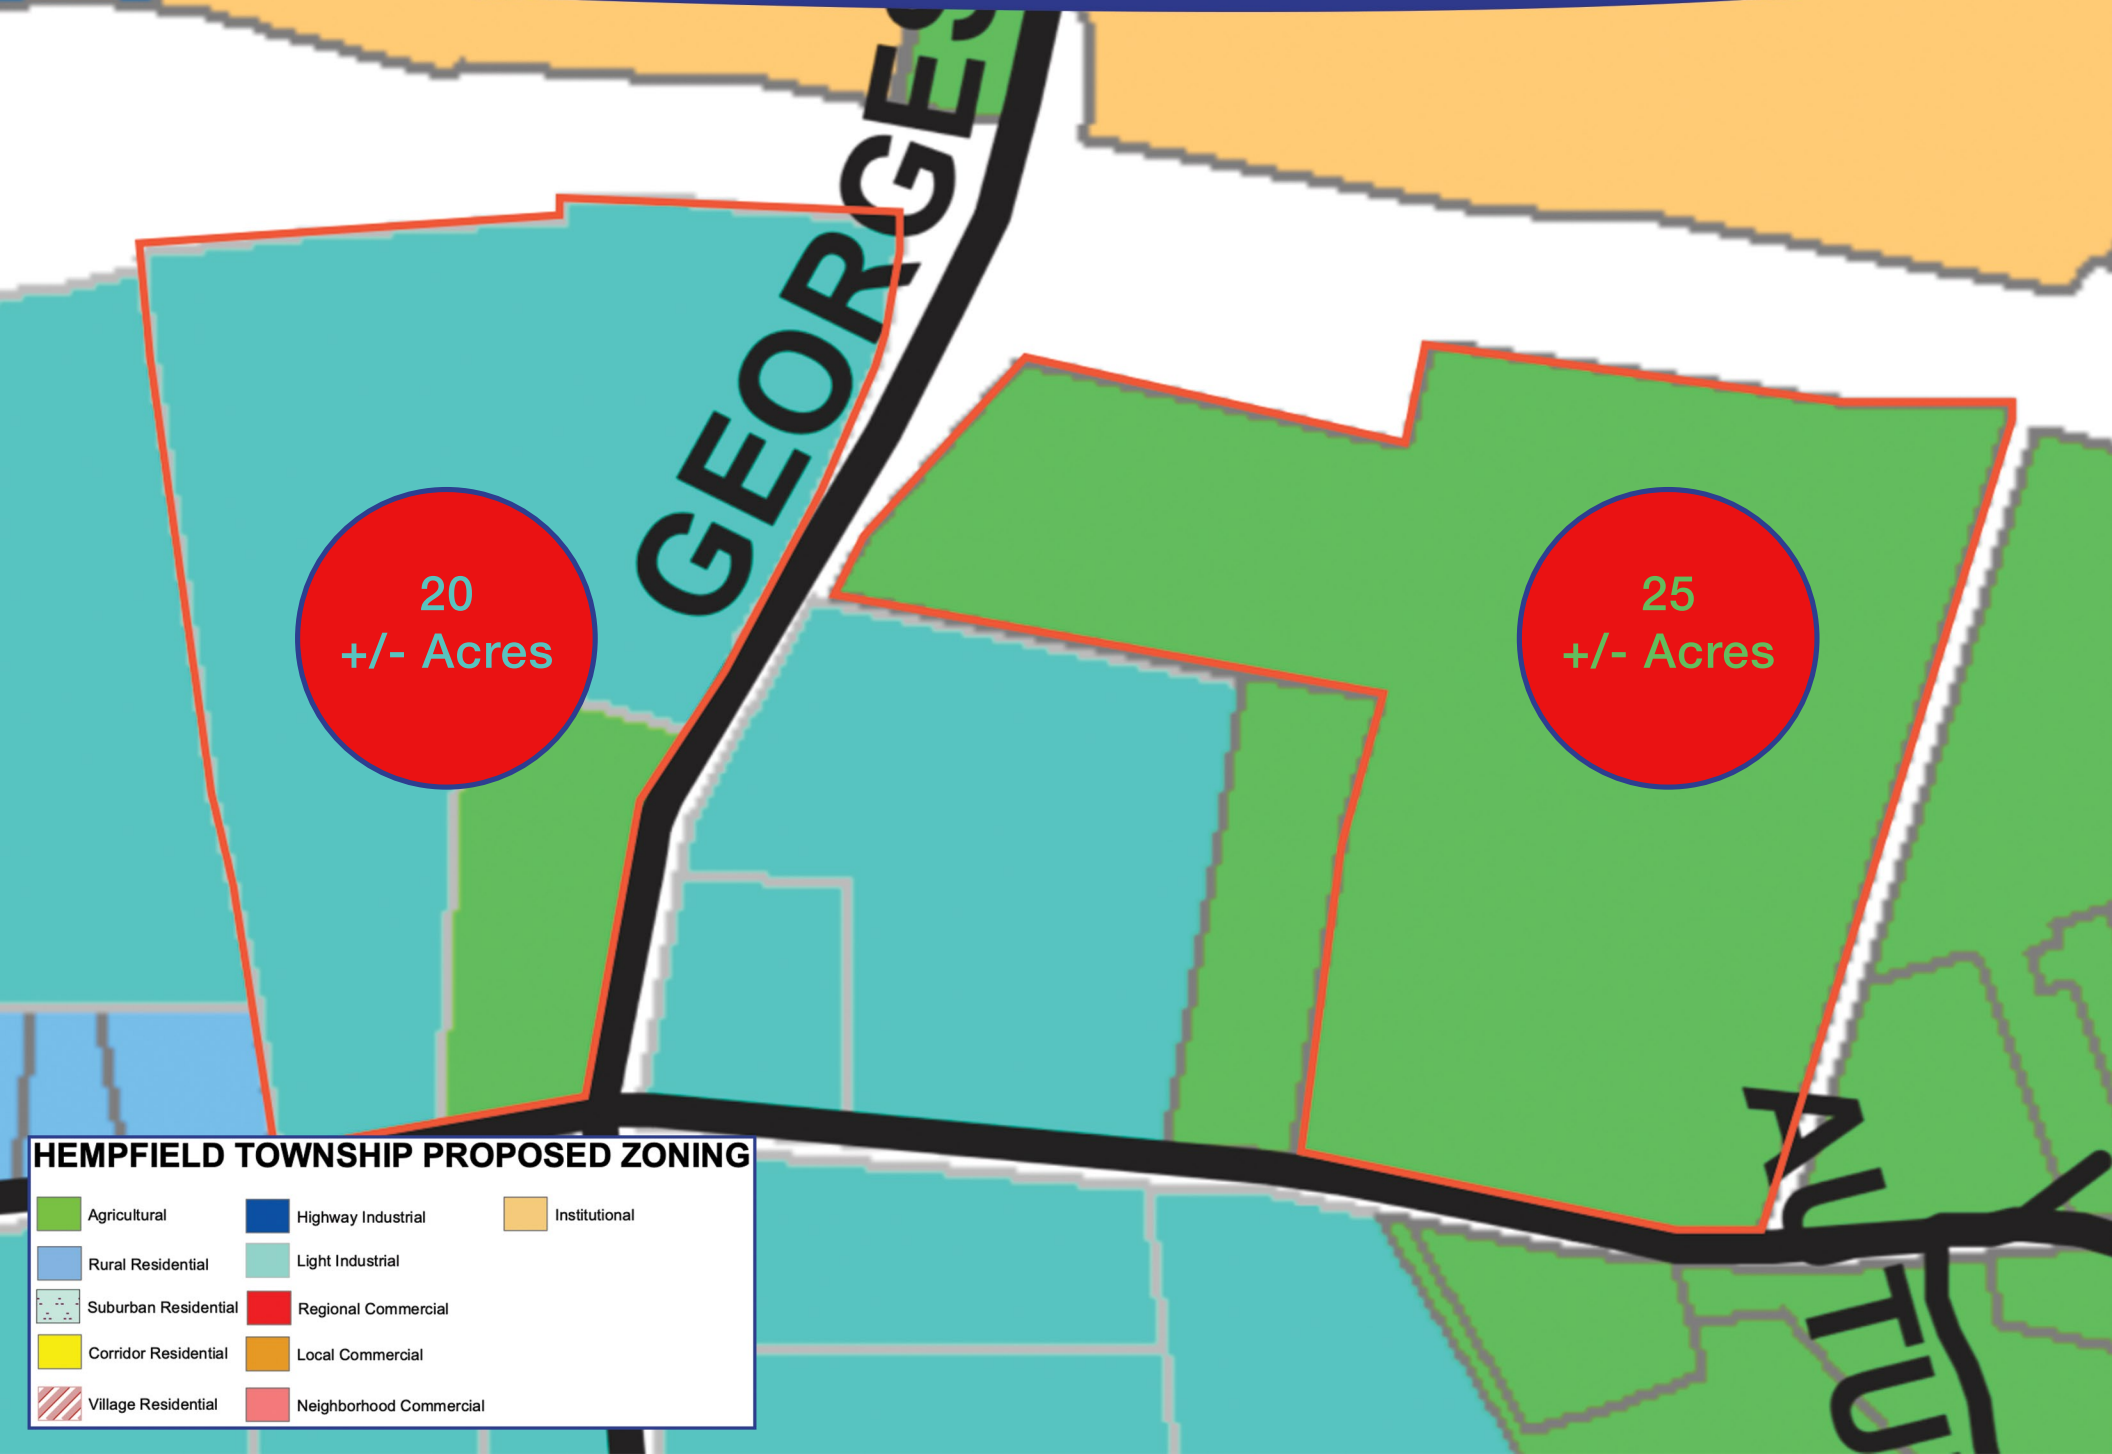 GEORGES
20
+/- Acres
25
+/- Acres
AUTU
HEMPFIELD TOWNSHIP PROPOSED ZONING
Agricultural
Highway Industrial
Institutional
Rural Residential
Light Industrial
Suburban Residential
Regional Commercial
Corridor Residential
Local Commercial
Village Residential
Neighborhood Commercial